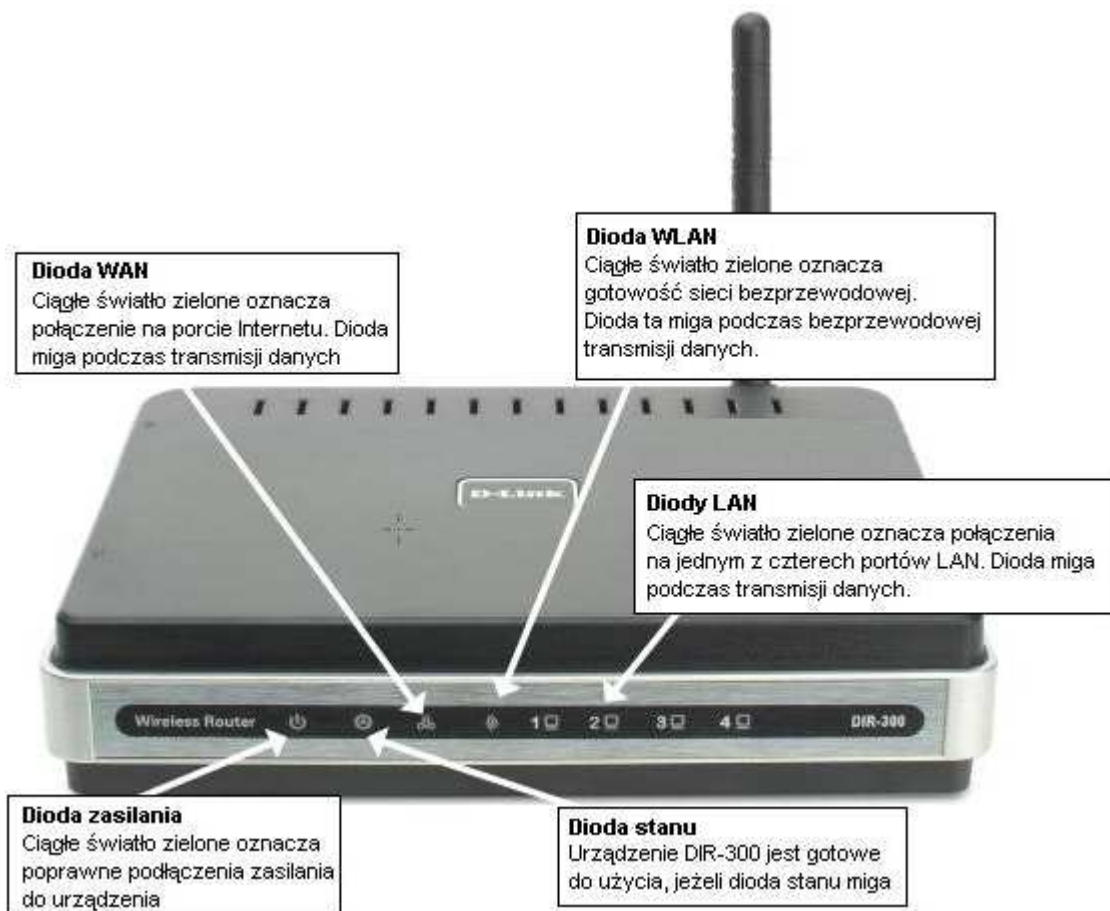 Dioda WLAN
Ciągłe światło zielone oznacza
gotowość sieci bezprzewodowej.
Dioda ta miga podczas bezprzewodowej
transmisji danych.
Dioda WAN
Ciągłe światło zielone oznacza
połączenie na porcie Internetu. Dioda
miga podczas transmisji danych
D-Link
Diody LAN
Ciągłe światło zielone oznacza połączenia
na jednym z czterech portów LAN. Dioda miga
podczas transmisji danych.
Wireless Router 1 2 3 4 DIR-300
Dioda zasilania
Ciągłe światło zielone oznacza
poprawne podłączenia zasilania
do urządzenia
Dioda stanu
Urządzenie DIR-300 jest gotowe
do użycia, jeżeli dioda stanu miga